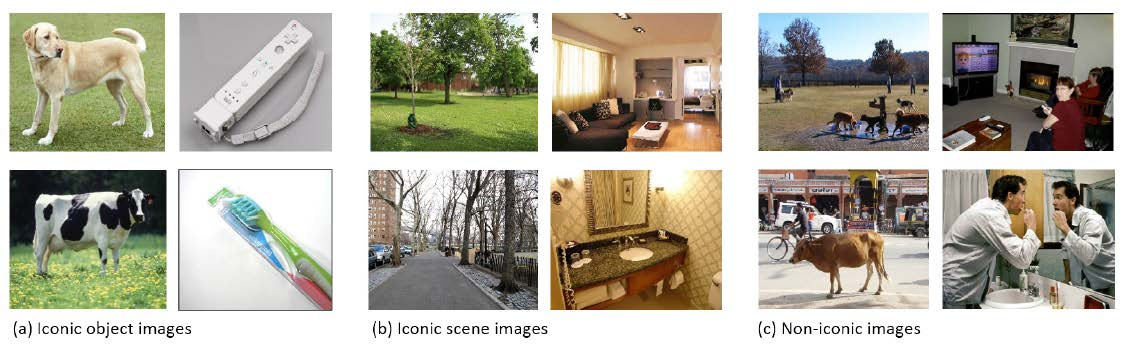 (a) Iconic object images
(b) Iconic scene images
(c) Non-iconic images